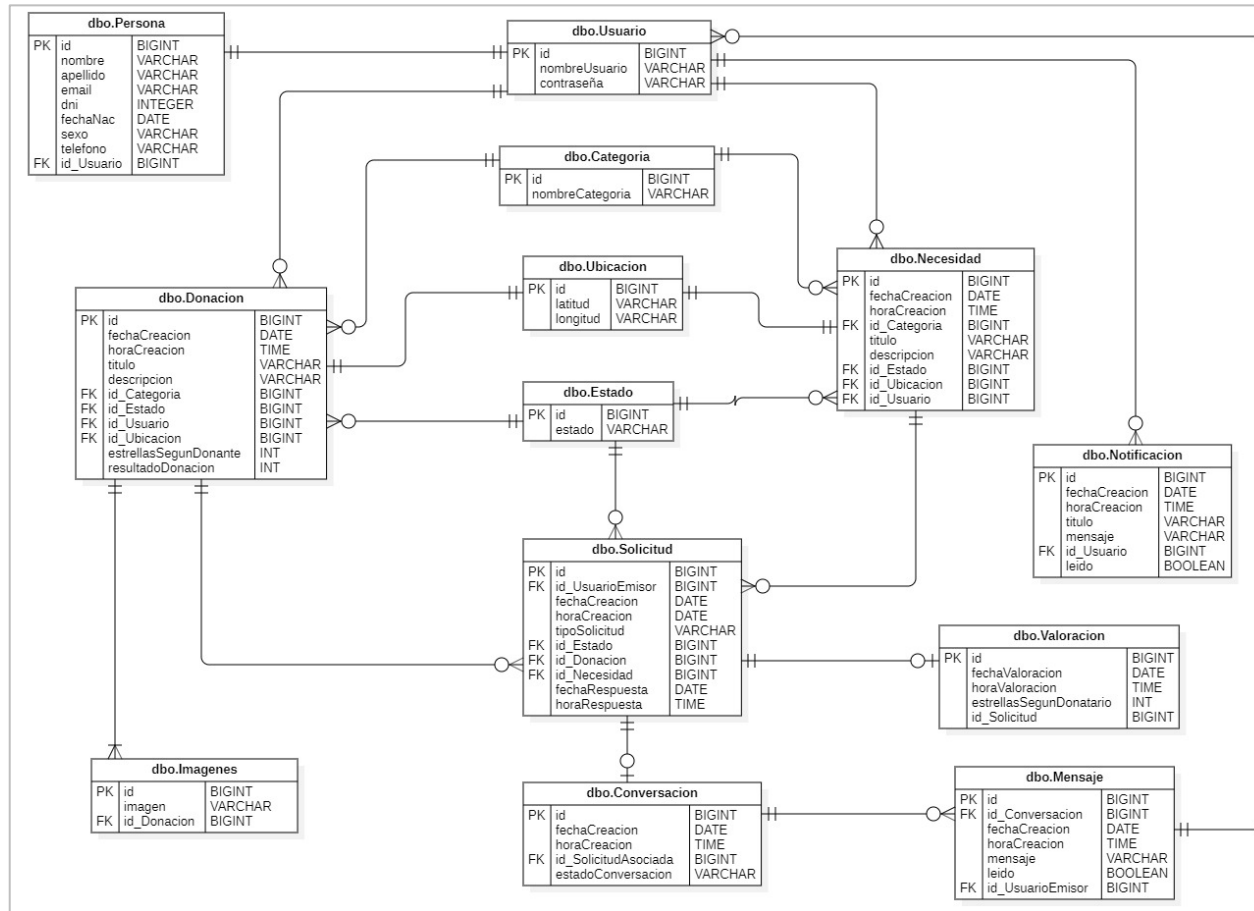 dbo.Persona
PK id BIGINT
nombre VARCHAR
apellido VARCHAR
email VARCHAR
dni INTEGER
fechaNac DATE
sexo VARCHAR
telefono VARCHAR
FK id_Usuario BIGINT
dbo.Usuario
PK id BIGINT
nombreUsuario VARCHAR
contraseña VARCHAR
dbo.Categoria
PK id BIGINT
nombreCategoria VARCHAR
dbo.Ubicacion
PK id BIGINT
latitud VARCHAR
longitud VARCHAR
dbo.Necesidad
PK id BIGINT
fechaCreacion DATE
horaCreacion TIME
FK id_Categoria BIGINT
titulo VARCHAR
descripcion VARCHAR
FK id_Estado BIGINT
FK id_Ubicacion BIGINT
FK id_Usuario BIGINT
dbo.Donacion
PK id BIGINT
fechaCreacion DATE
horaCreacion TIME
titulo VARCHAR
descripcion VARCHAR
FK id_Categoria BIGINT
FK id_Estado BIGINT
FK id_Usuario BIGINT
FK id_Ubicacion BIGINT
estrellasSegunDonante INT
resultadoDonacion INT
dbo.Estado
PK id BIGINT
estado VARCHAR
dbo.Notificacion
PK id BIGINT
fechaCreacion DATE
horaCreacion TIME
titulo VARCHAR
mensaje VARCHAR
FK id_Usuario BIGINT
leido BOOLEAN
dbo.Solicitud
PK id BIGINT
FK id_UsuarioEmisor BIGINT
fechaCreacion DATE
horaCreacion DATE
tipoSolicitud VARCHAR
FK id_Estado BIGINT
FK id_Donacion BIGINT
FK id_Necesidad BIGINT
fechaRespuesta DATE
horaRespuesta TIME
dbo.Valoracion
PK id BIGINT
fechaValoracion DATE
horaValoracion TIME
estrellasSegunDonatario INT
id_Solicitud BIGINT
dbo.Imagenes
PK id BIGINT
imagen VARCHAR
FK id_Donacion BIGINT
dbo.Conversacion
PK id BIGINT
fechaCreacion DATE
horaCreacion TIME
FK id_SolicitudAsociada BIGINT
estadoConversacion VARCHAR
dbo.Mensaje
PK id BIGINT
FK id_Conversacion BIGINT
fechaCreacion DATE
horaCreacion TIME
mensaje VARCHAR
leido BOOLEAN
FK id_UsuarioEmisor BIGINT